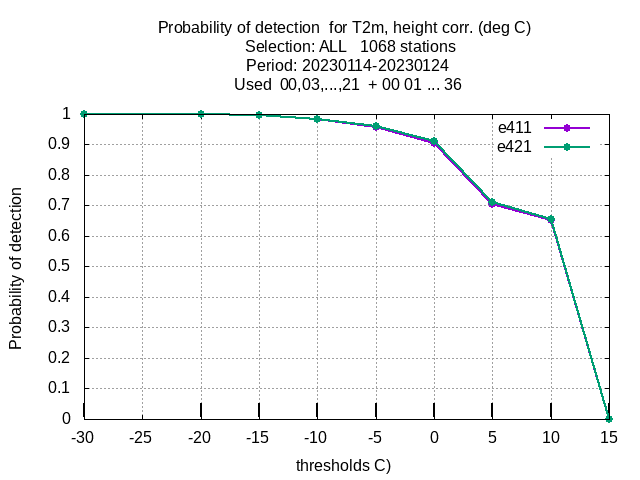 Probability of detection  for T2m, height corr. (deg C)
Selection: ALL   1068 stations
Period: 20230114-20230124
Used  00,03,...,21  + 00 01 ... 36
e411
e421
1
0.9
0.8
0.7
0.6
0.5
0.4
0.3
0.2
0.1
0
Probability of detection
-30
-25
-20
-15
-10
-5
0
5
10
15
thresholds C)